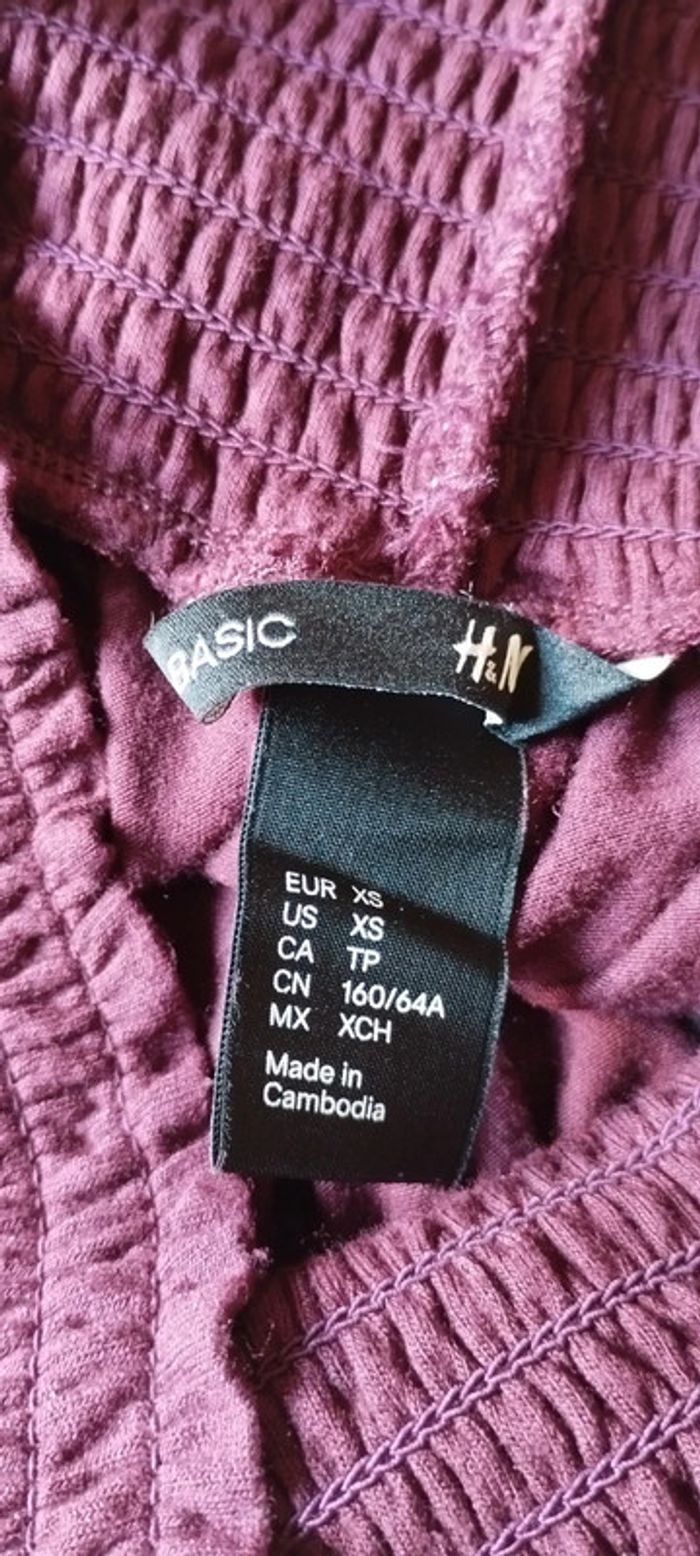 BASIC H&M
EUR XS
US XS
CA TP
CN 160/64A
MX XCH
Made in
Cambodia